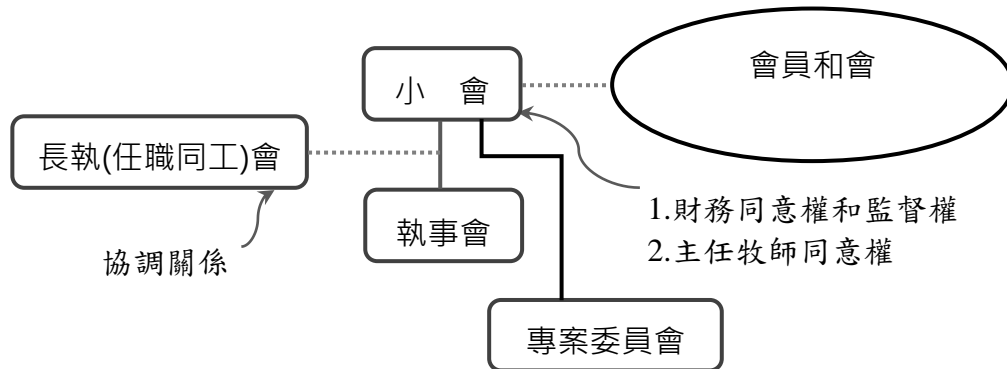 會員和會
小 會
長執(任職同工)會
1.財務同意權和監督權
執事會
2.主任牧師同意權
協調關係
專案委員會